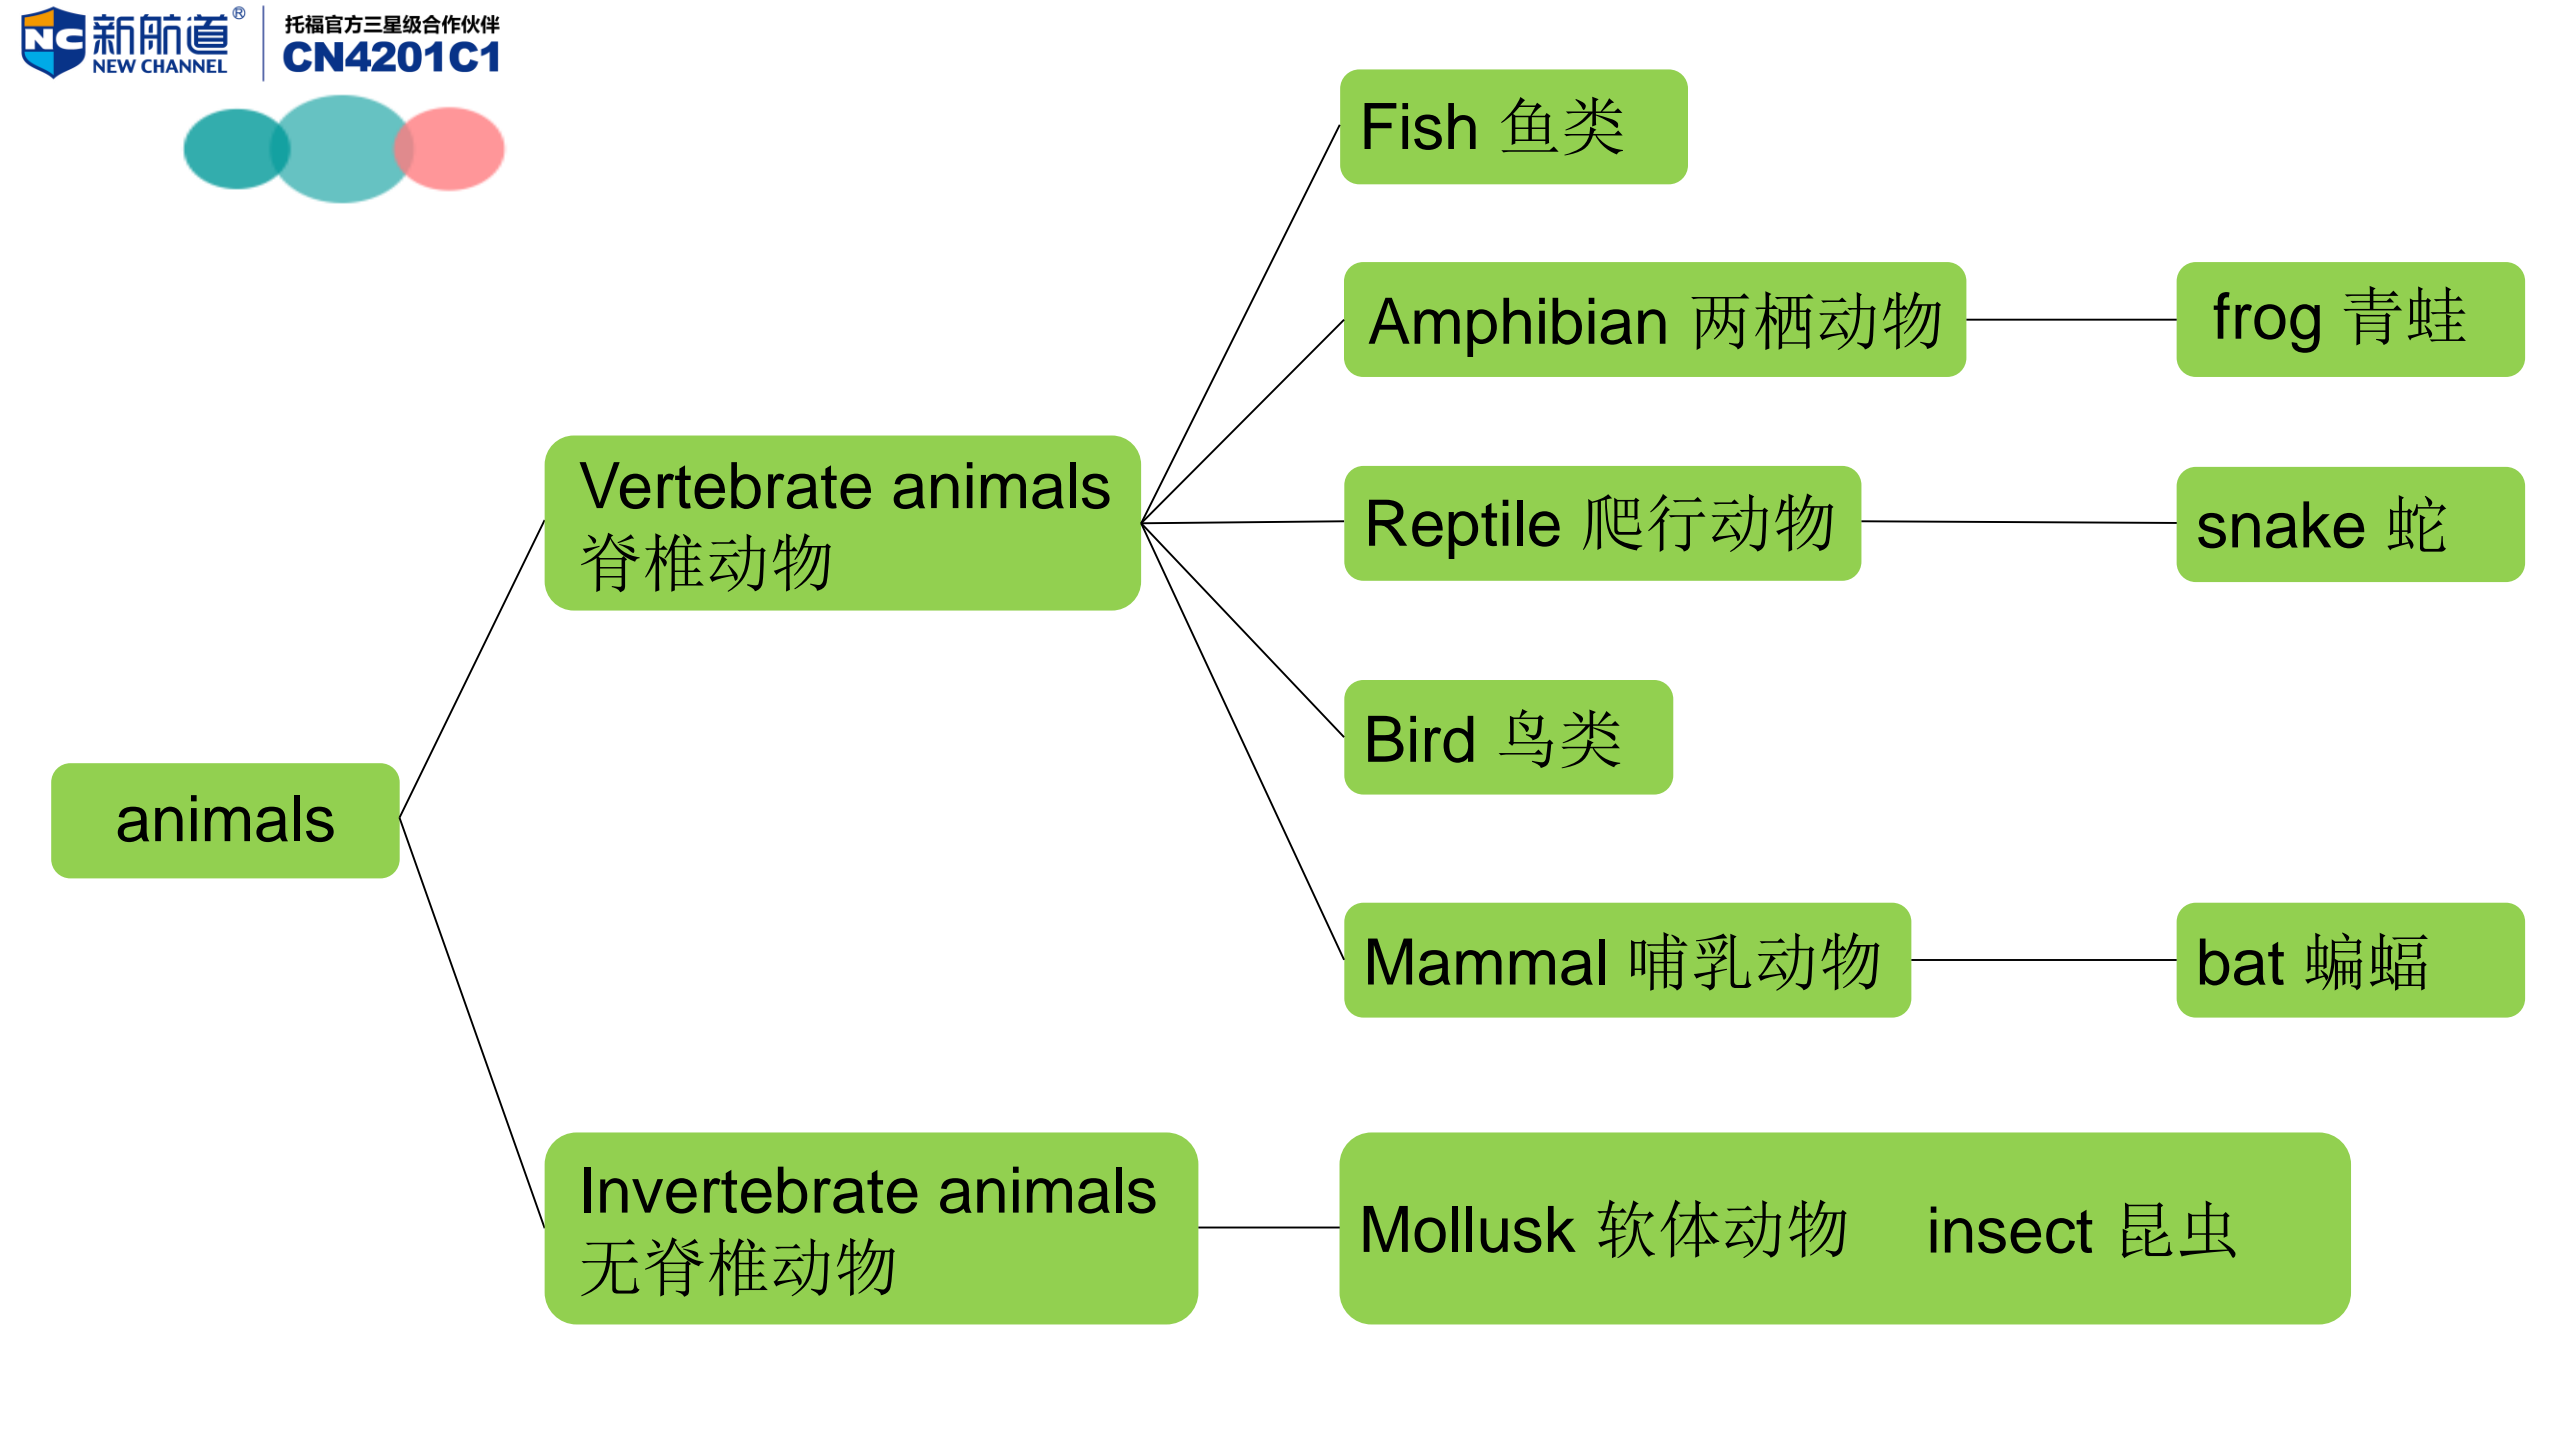 NC 新航道®
NEW CHANNEL
托福官方三星级合作伙伴
CN4201C1
Fish 鱼类
Amphibian 两栖动物
frog 青蛙
Vertebrate animals
脊椎动物
Reptile 爬行动物
snake 蛇
Bird 鸟类
animals
Mammal 哺乳动物
bat 蝙蝠
Invertebrate animals
无脊椎动物
Mollusk 软体动物 insect 昆虫